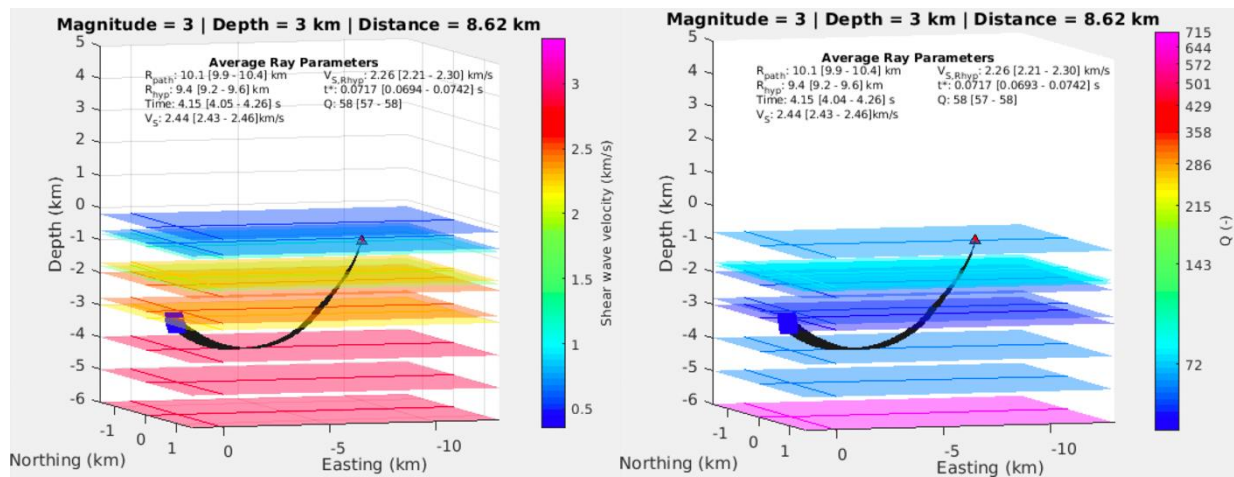 Magnitude = 3 | Depth = 3 km | Distance = 8.62 km
Average Ray Parameters
R_path: 10.1 [9.9 - 10.4] km
V_S,Rhyp: 2.26 [2.21 - 2.30] km/s
R_hyp: 9.4 [9.2 - 9.6] km
t*: 0.0717 [0.0694 - 0.0742] s
Time: 4.15 [4.05 - 4.26] s
Q: 58 [57 - 58]
V_S: 2.44 [2.43 - 2.46]km/s
5
4
3
2
1
0
-1
-2
-3
-4
-5
-6
Depth (km)
-1
0
1
Northing (km)
0
-5
-10
Easting (km)
3
2.5
2
1.5
1
0.5
Shear wave velocity (km/s)
Magnitude = 3 | Depth = 3 km | Distance = 8.62 km
Average Ray Parameters
R_path: 10.1 [9.9 - 10.4] km
V_S,Rhyp: 2.26 [2.21 - 2.30] km/s
R_hyp: 9.4 [9.2 - 9.6] km
t*: 0.0717 [0.0693 - 0.0742] s
Time: 4.15 [4.04 - 4.26] s
Q: 58 [57 - 58]
V_S: 2.44 [2.43 - 2.46]km/s
5
4
3
2
1
0
-1
-2
-3
-4
-5
-6
Depth (km)
-1
0
1
Northing (km)
0
-5
-10
Easting (km)
715
644
572
501
429
358
286
215
143
72
Q (-)